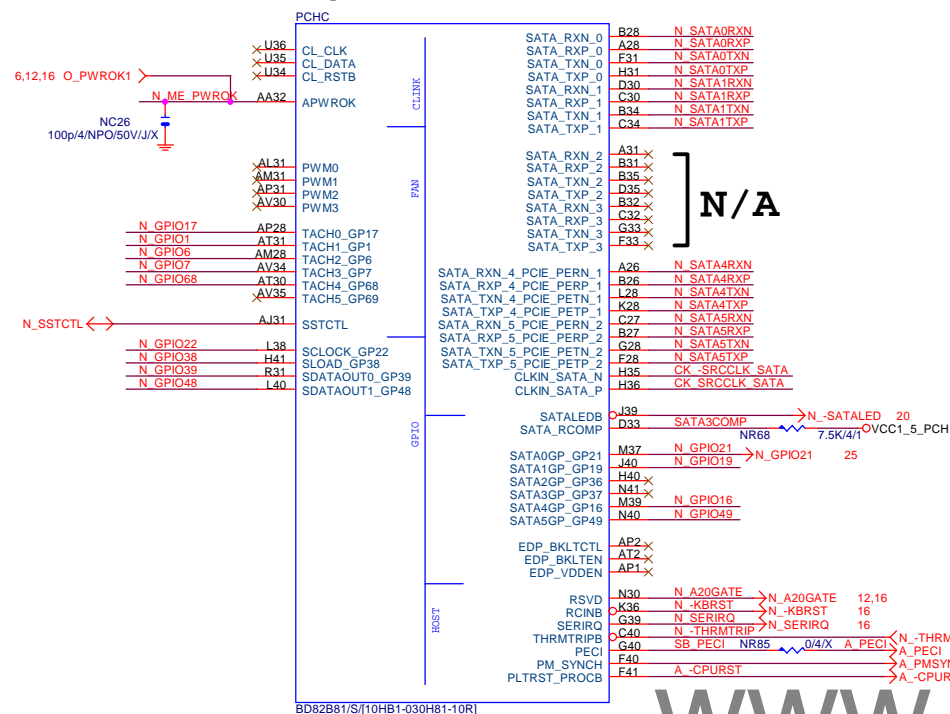 PCHC
U36 CL_CLK
U35 CL_DATA
U34 CL_RSTB
6,12,16 O_PWROK1
N_ME_PWROK AA32 APWROK
NC26
100p/4/NPO/50V/J/X
AL31 PWM0
AM31 PWM1
AP31 PWM2
AV30 PWM3
N_GPIO17 AP28 TACH0_GP17
N_GPIO1 AT31 TACH1_GP1
N_GPIO6 AM28 TACH2_GP6
N_GPIO7 AV34 TACH3_GP7
N_GPIO68 AT30 TACH4_GP68
AV35 TACH5_GP69
N_SSTCTL AJ31 SSTCTL
N_GPIO22 L38 SCLOCK_GP22
N_GPIO38 H41 SLOAD_GP38
N_GPIO39 R31 SDATAOUT0_GP39
N_GPIO48 L40 SDATAOUT1_GP48
CLINK
FAN
GPIO
HOST
SATA_RXN_0 B28 N_SATA0RXN
SATA_RXP_0 A28 N_SATA0RXP
SATA_TXN_0 F31 N_SATA0TXN
SATA_TXP_0 H31 N_SATA0TXP
SATA_RXN_1 D30 N_SATA1RXN
SATA_RXP_1 C30 N_SATA1RXP
SATA_TXN_1 B34 N_SATA1TXN
SATA_TXP_1 C34 N_SATA1TXP
SATA_RXN_2 A31
SATA_RXP_2 B31
SATA_TXN_2 B35
SATA_TXP_2 D35
SATA_RXN_3 B32
SATA_RXP_3 C32
SATA_TXN_3 G33
SATA_TXP_3 F33
N/A
SATA_RXN_4_PCIE_PERN_1 A26 N_SATA4RXN
SATA_RXP_4_PCIE_PERP_1 B26 N_SATA4RXP
SATA_TXN_4_PCIE_PETN_1 L28 N_SATA4TXN
SATA_TXP_4_PCIE_PETP_1 K28 N_SATA4TXP
SATA_RXN_5_PCIE_PERN_2 C27 N_SATA5RXN
SATA_RXP_5_PCIE_PERP_2 B27 N_SATA5RXP
SATA_TXN_5_PCIE_PETN_2 G28 N_SATA5TXN
SATA_TXP_5_PCIE_PETP_2 F28 N_SATA5TXP
CLKIN_SATA_N H35 CK_-SRCCLK_SATA
CLKIN_SATA_P H36 CK_SRCCLK_SATA
SATALEDB J39 N_-SATALED 20
SATA_RCOMP D33 SATA3COMP NR68 7.5K/4/1 VCC1_5_PCH
SATA0GP_GP21 M37 N_GPIO21 N_GPIO21 25
SATA1GP_GP19 J40 N_GPIO19
SATA2GP_GP36 H40
SATA3GP_GP37 N41
SATA4GP_GP16 M39 N_GPIO16
SATA5GP_GP49 N40 N_GPIO49
EDP_BKLTCTL AP2
EDP_BKLTEN AT2
EDP_VDDEN AP1
RSVD N30 N_A20GATE N_A20GATE 12,16
RCINB K36 N_-KBRST N_-KBRST 16
SERIRQ G39 N_SERIRQ N_SERIRQ 16
THRMTRIPB C40 N_-THRMTRIP N_-THRM
PECI G40 SB_PECI NR85 0/4/X A_PECI A_PECI
PM_SYNCH F40 A_PMSYN
PLTRST_PROCB F41 A_-CPURST A_-CPUR
BD82B81/S/[10HB1-030H81-10R]
WWW